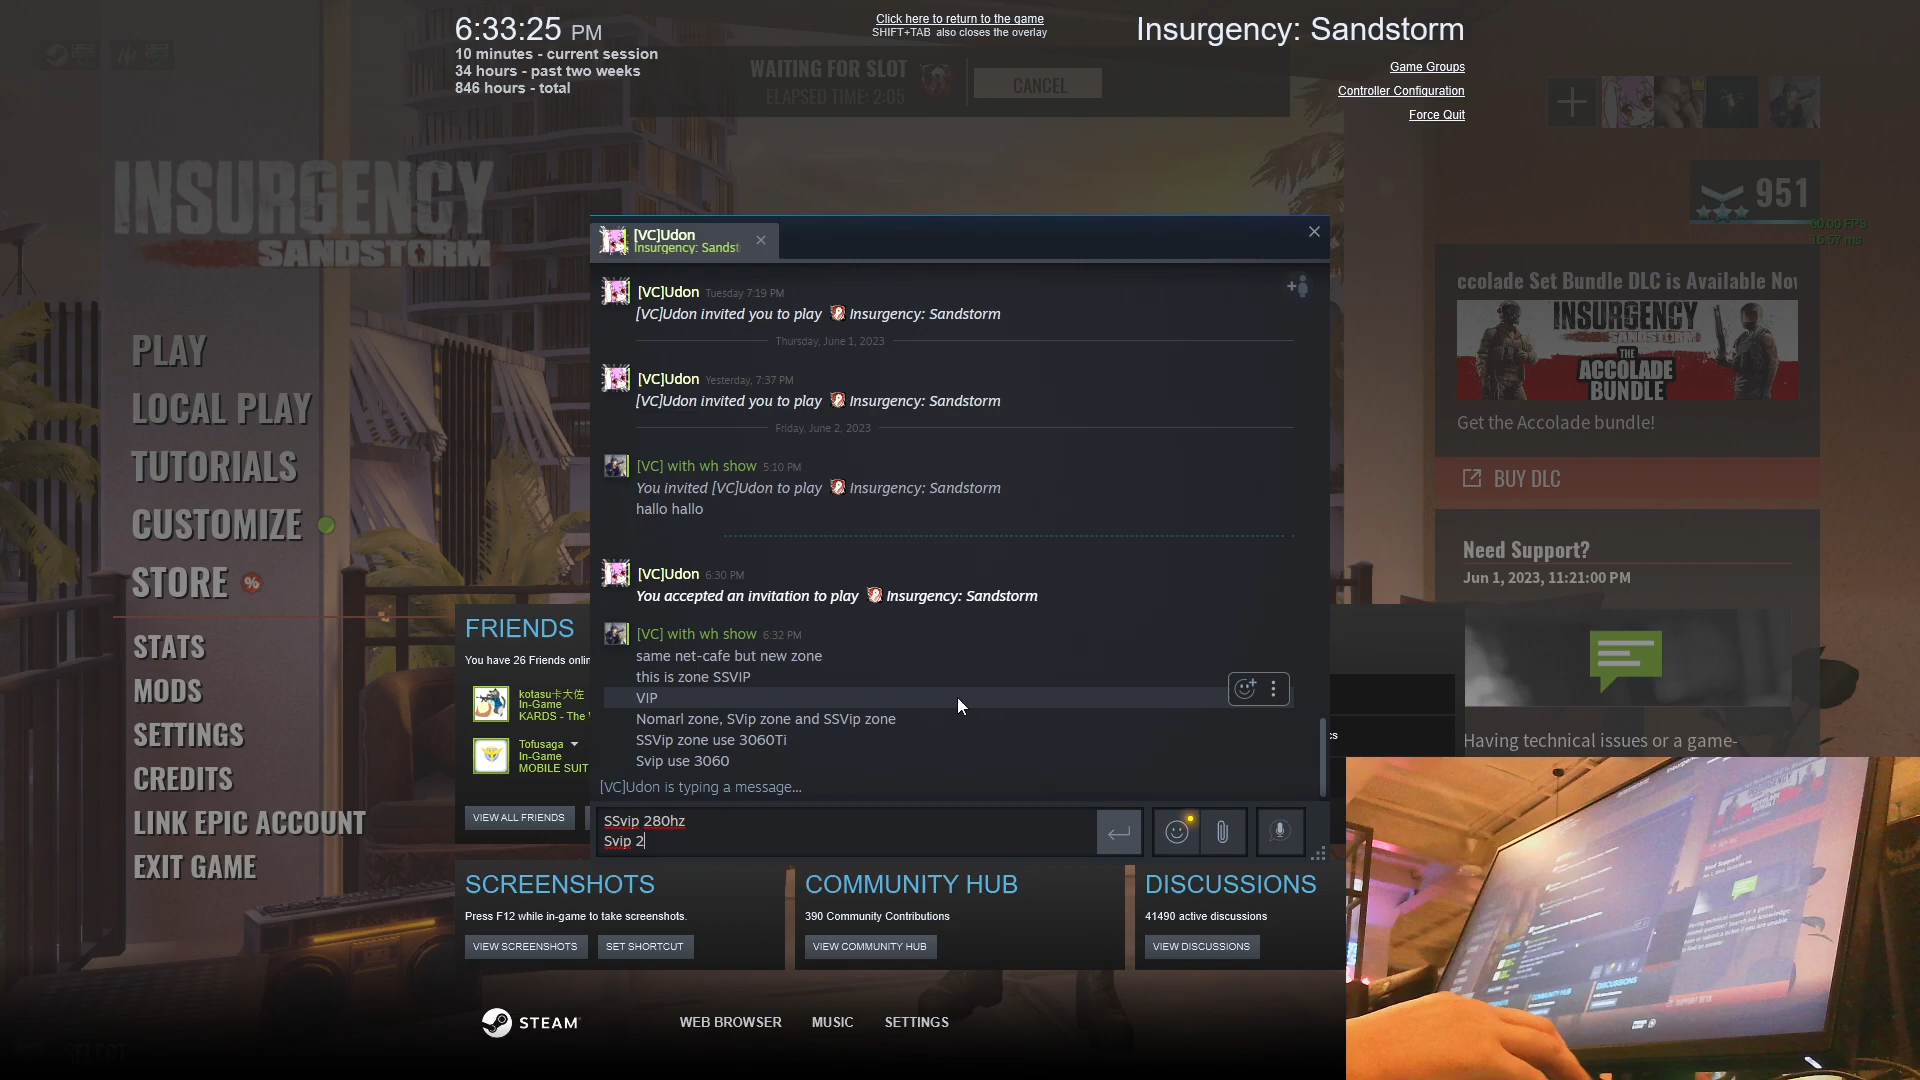 6:33:25 PM
10 minutes - current session
34 hours - past two weeks
846 hours - total
Click here to return to the game
SHIFT+TAB also closes the overlay
Insurgency: Sandstorm
Game Groups
Controller Configuration
Force Quit
WAITING FOR SLOT
ELAPSED TIME: 2:05
CANCEL
INSURGENCY
SANDSTORM
951
60.00 FPS
16.67 ms
PLAY
LOCAL PLAY
TUTORIALS
CUSTOMIZE
STORE %
STATS
MODS
SETTINGS
CREDITS
LINK EPIC ACCOUNT
EXIT GAME
[VC]Udon
Insurgency: Sandst
[VC]Udon Tuesday 7:19 PM
[VC]Udon invited you to play Insurgency: Sandstorm
Thursday, June 1, 2023
[VC]Udon Yesterday, 7:37 PM
[VC]Udon invited you to play Insurgency: Sandstorm
Friday, June 2, 2023
[VC] with wh show 5:10 PM
You invited [VC]Udon to play Insurgency: Sandstorm
hallo hallo
[VC]Udon 6:30 PM
You accepted an invitation to play Insurgency: Sandstorm
[VC] with wh show 6:32 PM
same net-cafe but new zone
this is zone SSVIP
VIP
Nomarl zone, SVip zone and SSVip zone
SSVip zone use 3060Ti
Svip use 3060
[VC]Udon is typing a message...
SSvip 280hz
Svip 2
ccolade Set Bundle DLC is Available Nov
INSURGENCY
SANDSTORM
THE
ACCOLADE
BUNDLE
Get the Accolade bundle!
BUY DLC
Need Support?
Jun 1, 2023, 11:21:00 PM
Having technical issues or a game-
FRIENDS
You have 26 Friends onlin
kotasu卡大佐
In-Game
KARDS - The
Tofusaga
In-Game
MOBILE SUIT
VIEW ALL FRIENDS
cs
SCREENSHOTS
Press F12 while in-game to take screenshots.
VIEW SCREENSHOTS
SET SHORTCUT
COMMUNITY HUB
390 Community Contributions
VIEW COMMUNITY HUB
DISCUSSIONS
41490 active discussions
VIEW DISCUSSIONS
STEAM
WEB BROWSER
MUSIC
SETTINGS
SELECT